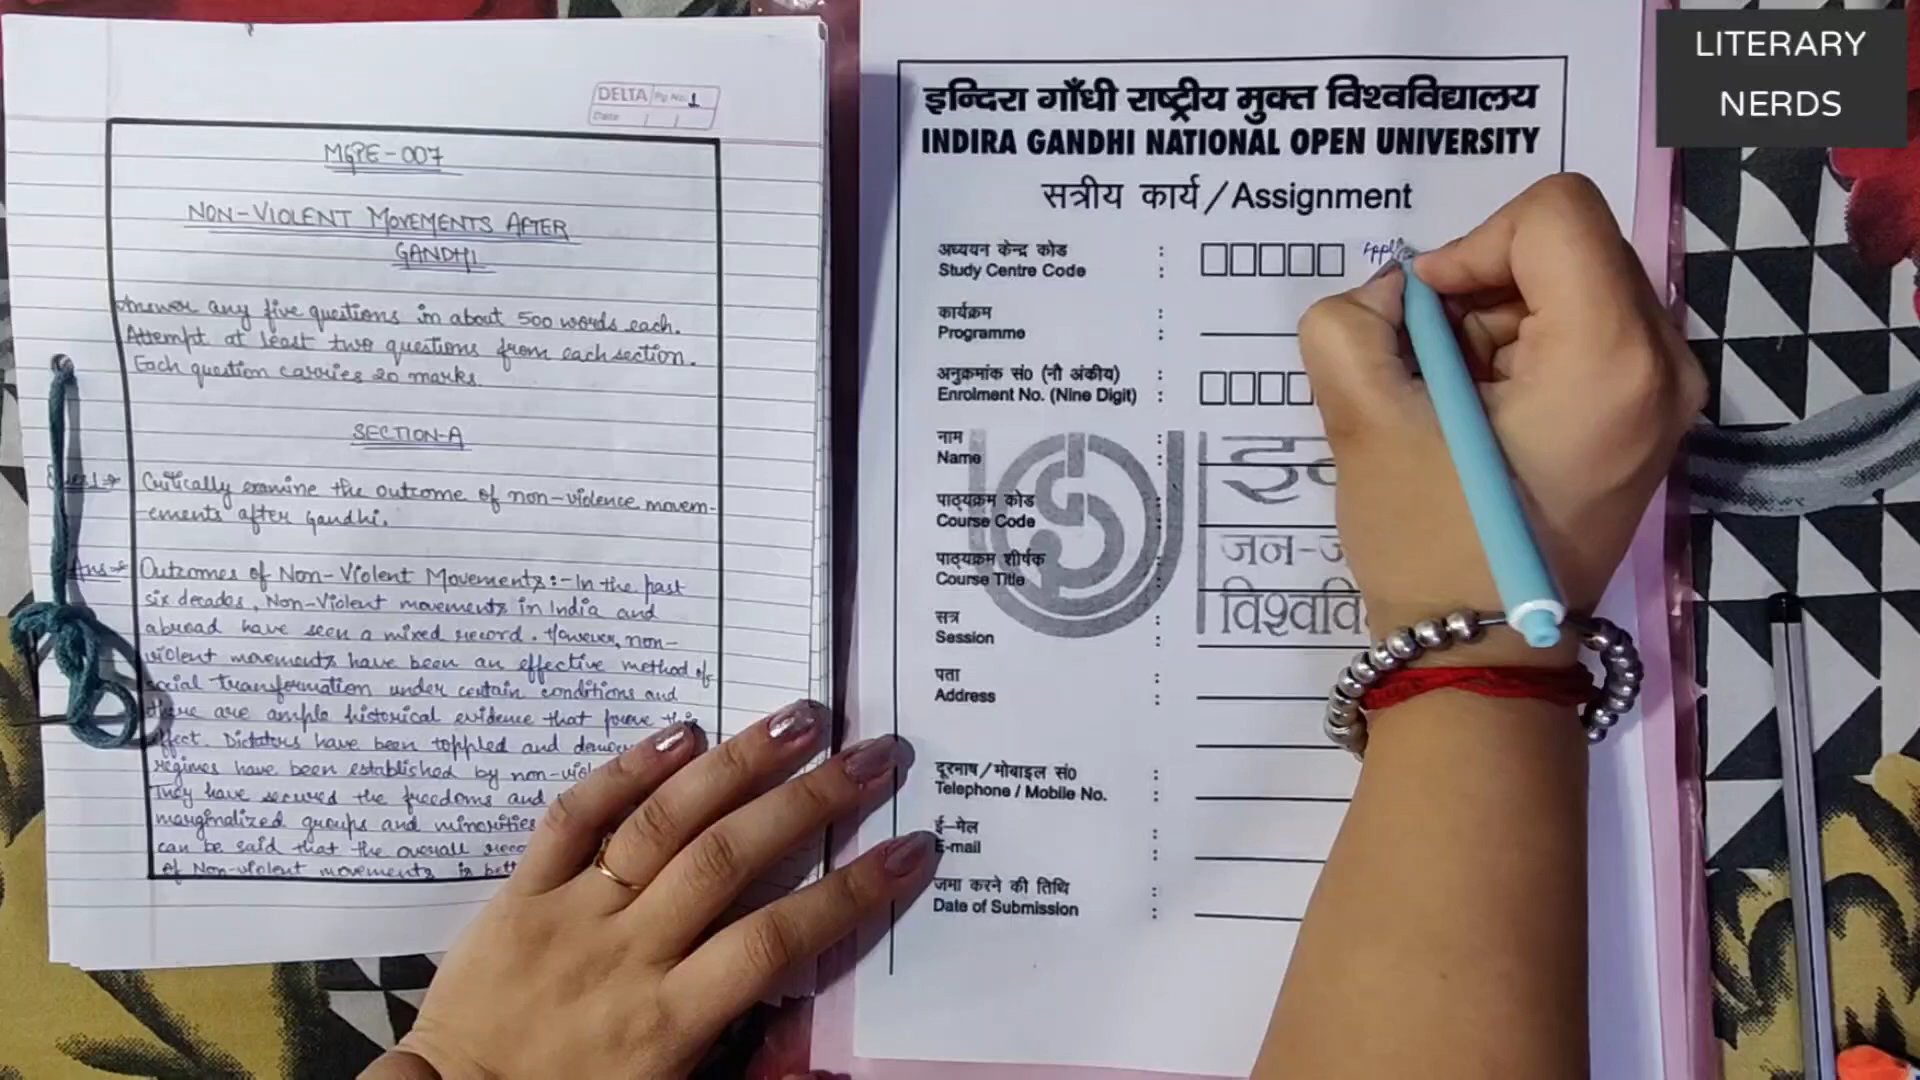 LITERARY
NERDS
DELTA Pg No. 1
Date
MGPE-007
NON-VIOLENT MOVEMENTS AFTER
GANDHI
Answer any five questions in about 500 words each.
Attempt at least two questions from each section.
Each question carries 20 marks.
SECTION-A
Critically examine the outcome of non-violence movem-
ements after Gandhi.
Ans→ Outcomes of Non-Violent Movements:- In the past
six decades, Non-Violent movements in India and
abroad have seen a mixed record. However, non-
violent movements have been an effective method of
social transformation under certain conditions and
there are ample historical evidence that prove this
effect. Dictators have been toppled and
regimes have been established by
They have secured the freedoms and
marginalized groups and minorities
can be said that the overall
of Non-violent movements is
इन्दिरा गाँधी राष्ट्रीय मुक्त विश्वविद्यालय
INDIRA GANDHI NATIONAL OPEN UNIVERSITY
सत्रीय कार्य / Assignment
अध्ययन केन्द्र कोड :
Study Centre Code :
कार्यक्रम :
Programme :
अनुक्रमांक सं0 (नौ अंकीय) :
Enrolment No. (Nine Digit) :
नाम :
Name :
पाठ्यक्रम कोड :
Course Code :
पाठ्यक्रम शीर्षक :
Course Title :
सत्र :
Session :
पता :
Address :
दूरभाष / मोबाइल सं0 :
Telephone / Mobile No. :
ई-मेल :
E-mail :
जमा करने की तिथि :
Date of Submission :